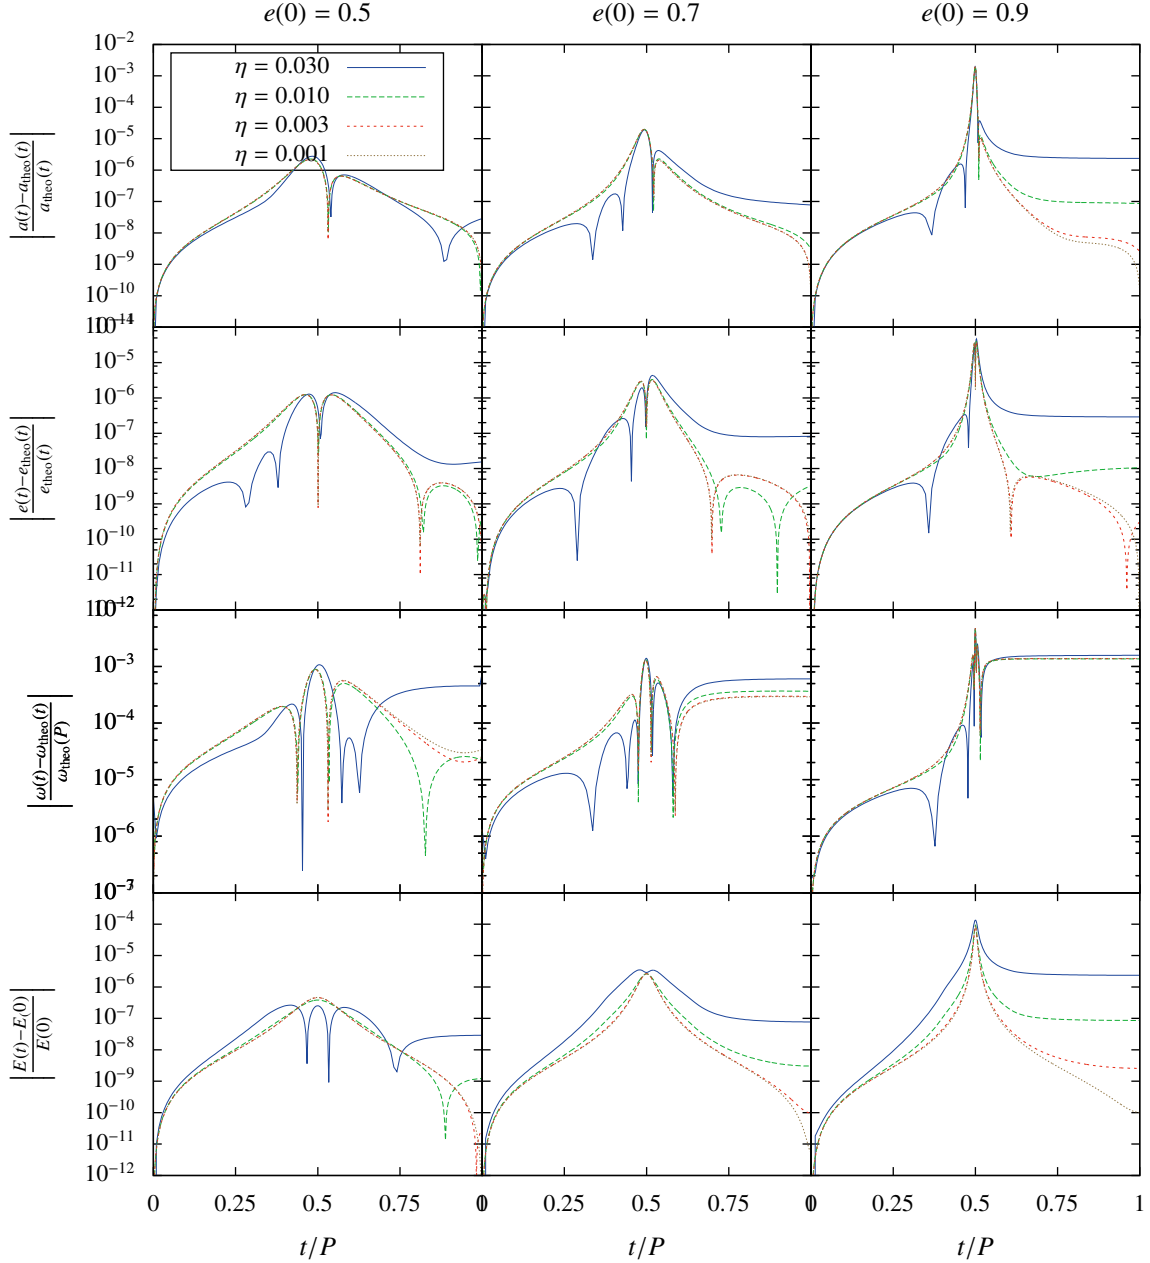 e(0) = 0.5 e(0) = 0.7 e(0) = 0.9
η = 0.030
η = 0.010
η = 0.003
η = 0.001
10⁻²
10⁻³
10⁻⁴
10⁻⁵
10⁻⁶
10⁻⁷
10⁻⁸
10⁻⁹
10⁻¹⁰
|a(t)−a_theo(t)|
a_theo(t)
10⁻⁵
10⁻⁶
10⁻⁷
10⁻⁸
10⁻⁹
10⁻¹⁰
10⁻¹¹
|e(t)−e_theo(t)|
e_theo(t)
10⁻³
10⁻⁴
10⁻⁵
10⁻⁶
|ω(t)−ω_theo(t)|
ω_theo(P)
10⁻⁴
10⁻⁵
10⁻⁶
10⁻⁷
10⁻⁸
10⁻⁹
10⁻¹⁰
10⁻¹¹
10⁻¹²
|E(t)−E(0)|
E(0)
0 0.25 0.5 0.75 0.25 0.5 0.75 0.25 0.5 0.75 1
t/P t/P t/P